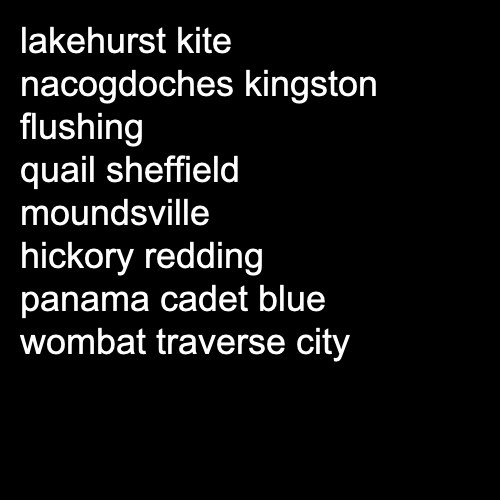 lakehurst kite
nacogdoches kingston
flushing
quail sheffield
moundsville
hickory redding
panama cadet blue
wombat traverse city